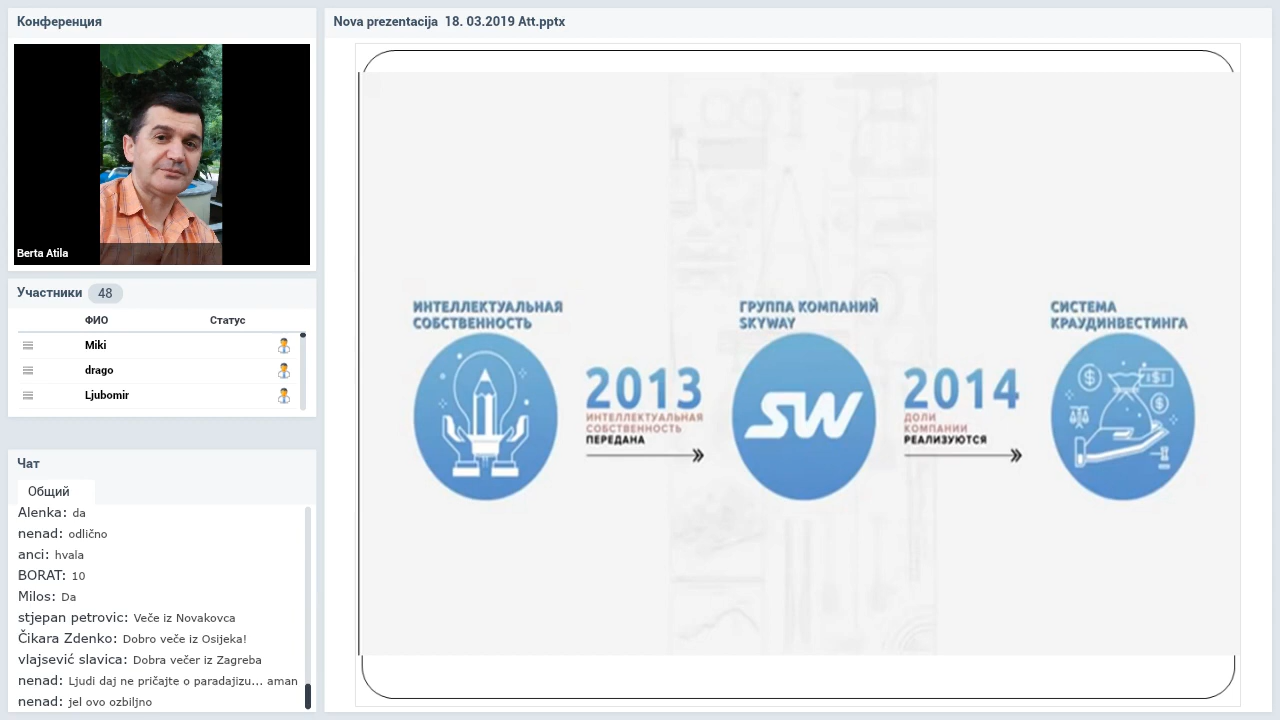 Конференция
Berta Atila
Участники 48
ФИО Статус
Miki
drago
Ljubomir
Чат
Общий
Alenka: da
nenad: odlično
anci: hvala
BORAT: 10
Milos: Da
stjepan petrovic: Veče iz Novakovca
Čikara Zdenko: Dobro veče iz Osijeka!
vlajsević slavica: Dobra večer iz Zagreba
nenad: Ljudi daj ne pričajte o paradajizu... aman
nenad: jel ovo ozbiljno
Nova prezentacija 18. 03.2019 Att.pptx
ИНТЕЛЛЕКТУАЛЬНАЯ
СОБСТВЕННОСТЬ
2013
ИНТЕЛЛЕКТУАЛЬНАЯ
СОБСТВЕННОСТЬ
ПЕРЕДАНА
ГРУППА КОМПАНИЙ
SKYWAY
SW
2014
ДОЛИ
КОМПАНИИ
РЕАЛИЗУЮТСЯ
СИСТЕМА
КРАУДИНВЕСТИНГА